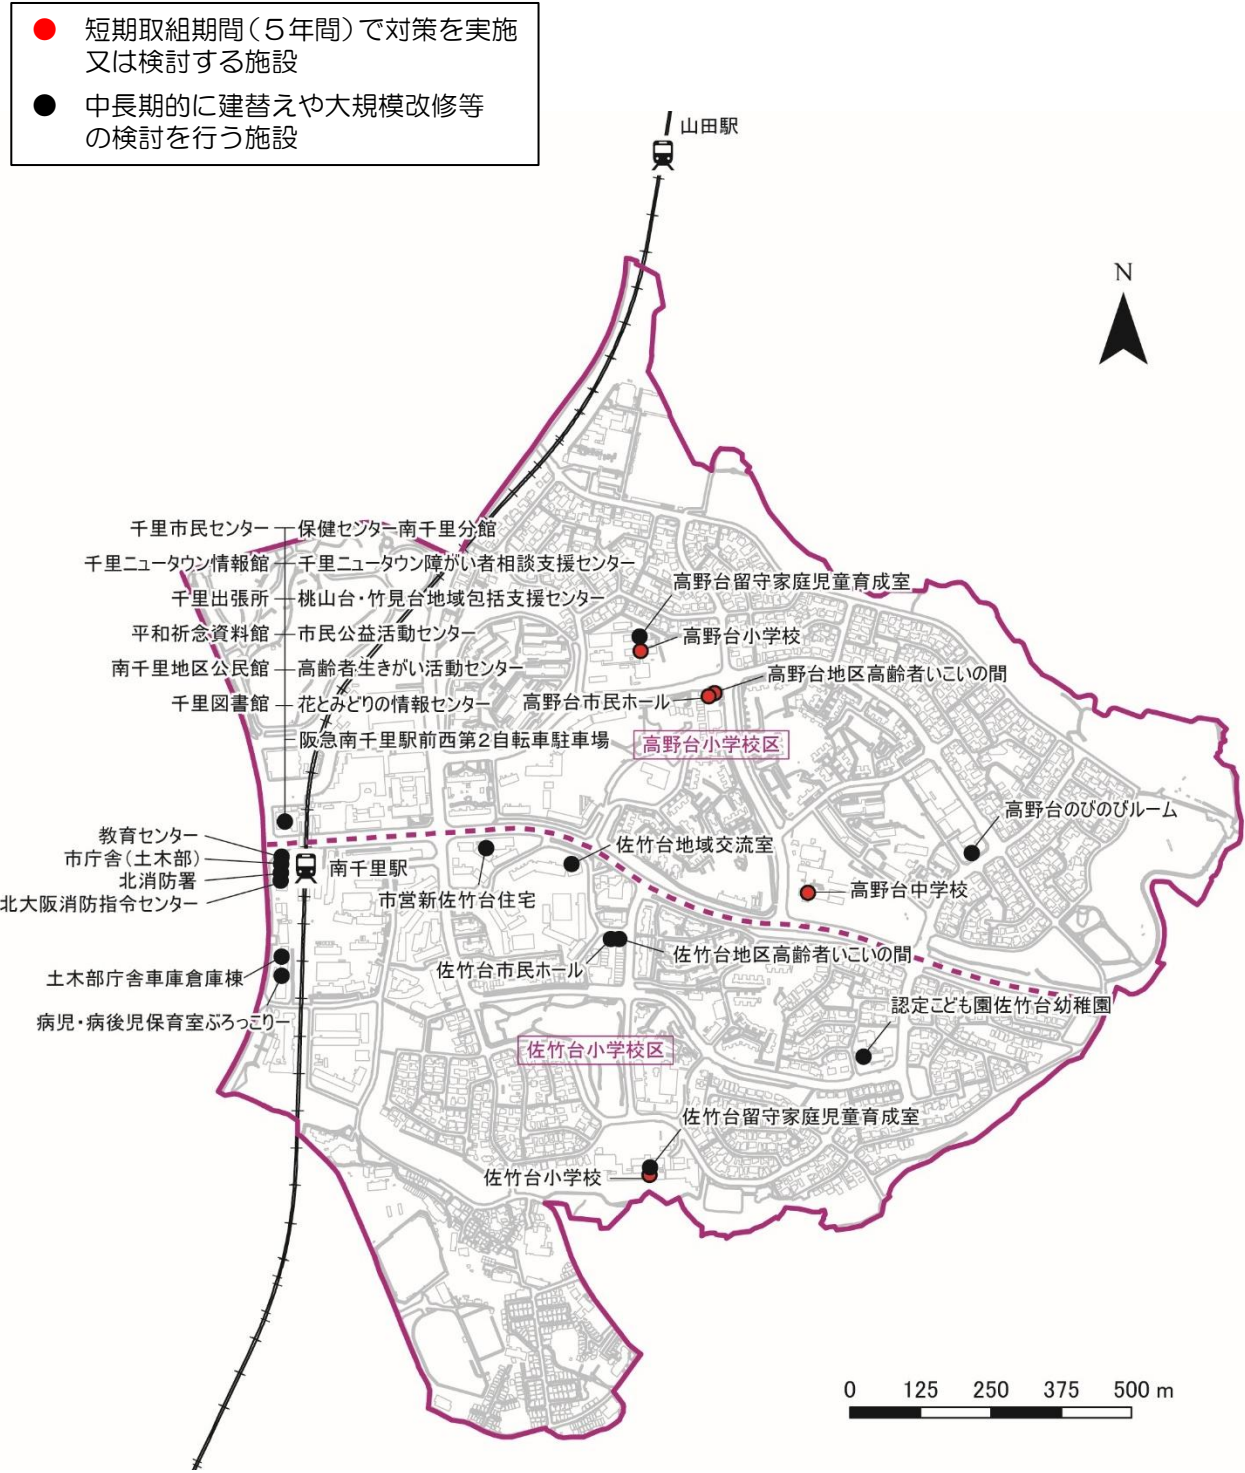 短期取組期間（５年間）で対策を実施
又は検討する施設
中長期的に建替えや大規模改修等
の検討を行う施設
山田駅
N
千里市民センター
保健センター南千里分館
千里ニュータウン情報館
千里ニュータウン障がい者相談支援センター
千里出張所
桃山台・竹見台地域包括支援センター
平和祈念資料館
市民公益活動センター
南千里地区公民館
高齢者生きがい活動センター
千里図書館
花とみどりの情報センター
阪急南千里駅前西第２自転車駐車場
高野台留守家庭児童育成室
高野台小学校
高野台地区高齢者いこいの間
高野台市民ホール
高野台小学校区
高野台のびのびルーム
教育センター
市庁舎（土木部）
北消防署
北大阪消防指令センター
南千里駅
佐竹台地域交流室
市営新佐竹台住宅
高野台中学校
佐竹台市民ホール
佐竹台地区高齢者いこいの間
土木部庁舎車庫倉庫棟
病児・病後児保育室ぶろっこりー
認定こども園佐竹台幼稚園
佐竹台小学校区
佐竹台留守家庭児童育成室
佐竹台小学校
0 125 250 375 500 m